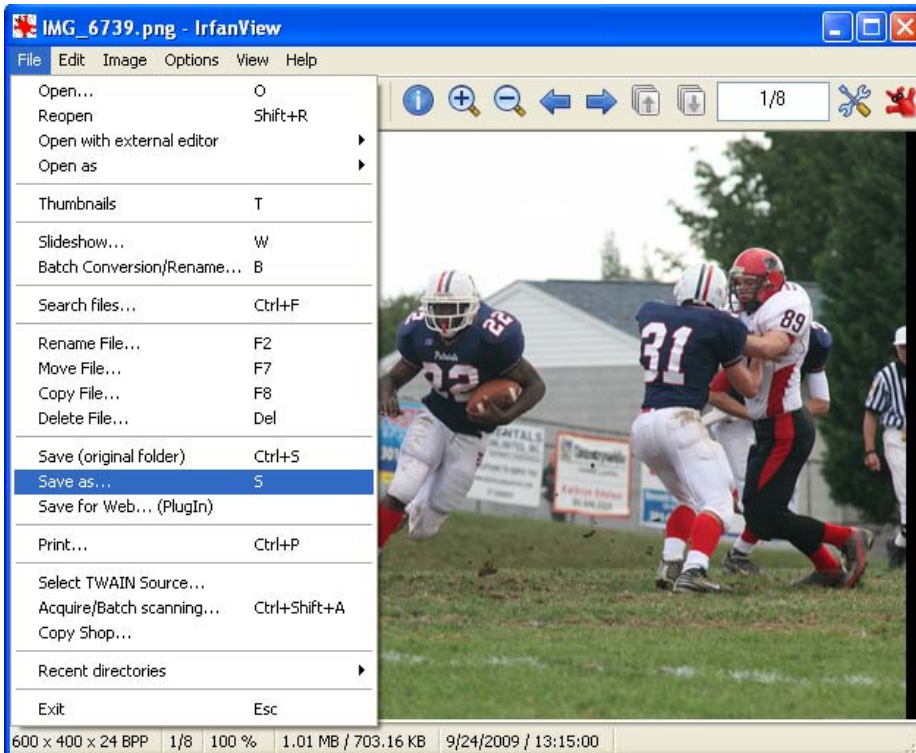 IMG_6739.png - IrfanView
File Edit Image Options View Help
Open... O
Reopen Shift+R
Open with external editor
Open as
Thumbnails T
Slideshow... W
Batch Conversion/Rename... B
Search files... Ctrl+F
Rename File... F2
Move File... F7
Copy File... F8
Delete File... Del
Save (original folder) Ctrl+S
Save as... S
Save for Web... (PlugIn)
Print... Ctrl+P
Select TWAIN Source...
Acquire/Batch scanning... Ctrl+Shift+A
Copy Shop...
Recent directories
Exit Esc
1/8
22
Patriots
22
31
89
600 x 400 x 24 BPP 1/8 100 % 1.01 MB / 703.16 KB 9/24/2009 / 13:15:00